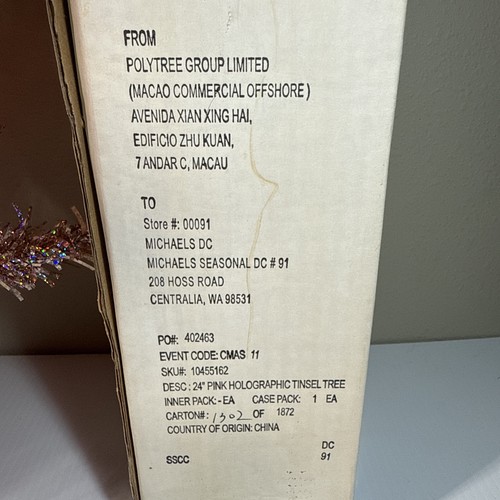 FROM
POLYTREE GROUP LIMITED
(MACAO COMMERCIAL OFFSHORE)
AVENIDA XIAN XING HAI,
EDIFICIO ZHU KUAN,
7 ANDAR C, MACAU
TO
Store #: 00091
MICHAELS DC
MICHAELS SEASONAL DC # 91
208 HOSS ROAD
CENTRALIA, WA 98531
PO#: 402463
EVENT CODE: CMAS 11
SKU#: 10455162
DESC : 24" PINK HOLOGRAPHIC TINSEL TREE
INNER PACK: - EA CASE PACK: 1 EA
CARTON#: 1302 OF 1872
COUNTRY OF ORIGIN: CHINA
SSCC DC
91